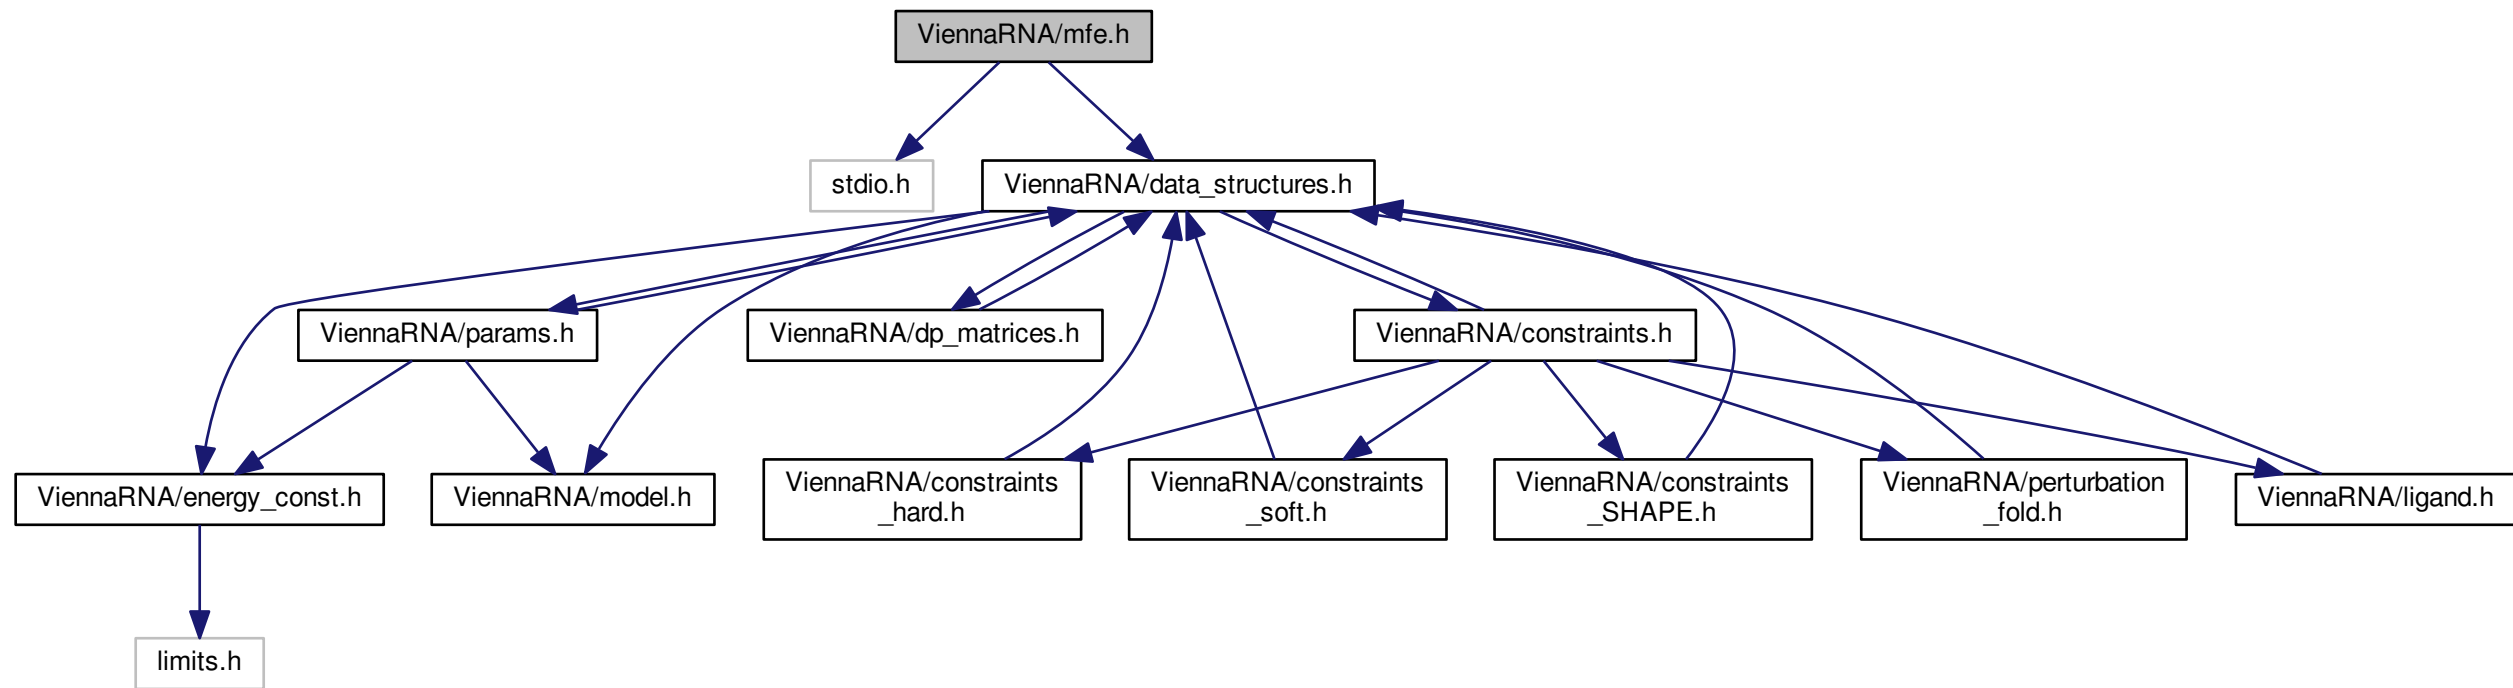 ViennaRNA/mfe.h
stdio.h
ViennaRNA/data_structures.h
ViennaRNA/params.h
ViennaRNA/dp_matrices.h
ViennaRNA/constraints.h
ViennaRNA/energy_const.h
ViennaRNA/model.h
ViennaRNA/constraints
_hard.h
ViennaRNA/constraints
_soft.h
ViennaRNA/constraints
_SHAPE.h
ViennaRNA/perturbation
_fold.h
ViennaRNA/ligand.h
limits.h